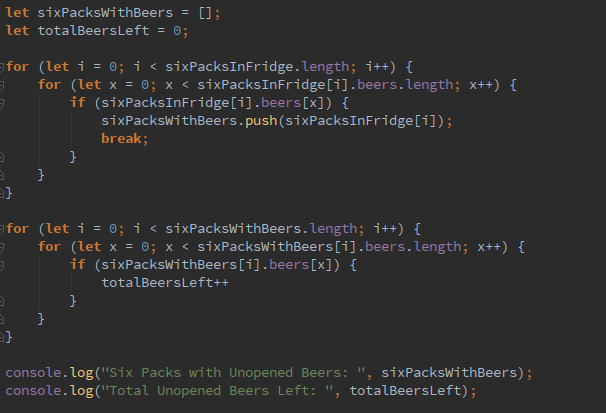 let sixPacksWithBeers = [];
let totalBeersLeft = 0;
for (let i = 0; i < sixPacksInFridge.length; i++) {
for (let x = 0; x < sixPacksInFridge[i].beers.length; x++) {
if (sixPacksInFridge[i].beers[x]) {
sixPacksWithBeers.push(sixPacksInFridge[i]);
break;
}
}
}
for (let i = 0; i < sixPacksWithBeers.length; i++) {
for (let x = 0; x < sixPacksWithBeers[i].beers.length; x++) {
if (sixPacksWithBeers[i].beers[x]) {
totalBeersLeft++
}
}
}
console.log("Six Packs with Unopened Beers: ", sixPacksWithBeers);
console.log("Total Unopened Beers Left: ", totalBeersLeft);